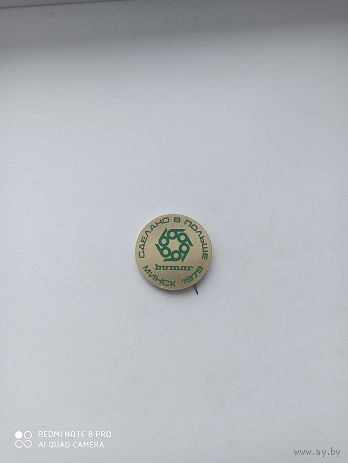 СДЕЛАНО В ПОЛЬШЕ
bumar
МИНСК 1979
REDMI NOTE 8 PRO
AI QUAD CAMERA
www.ay.by